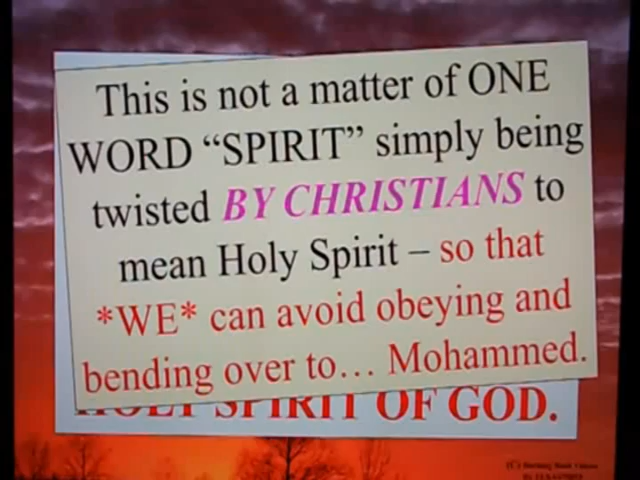 This is not a matter of ONE
WORD “SPIRIT” simply being
twisted BY CHRISTIANS to
mean Holy Spirit – so that
*WE* can avoid obeying and
bending over to… Mohammed.
HOLY SPIRIT OF GOD.